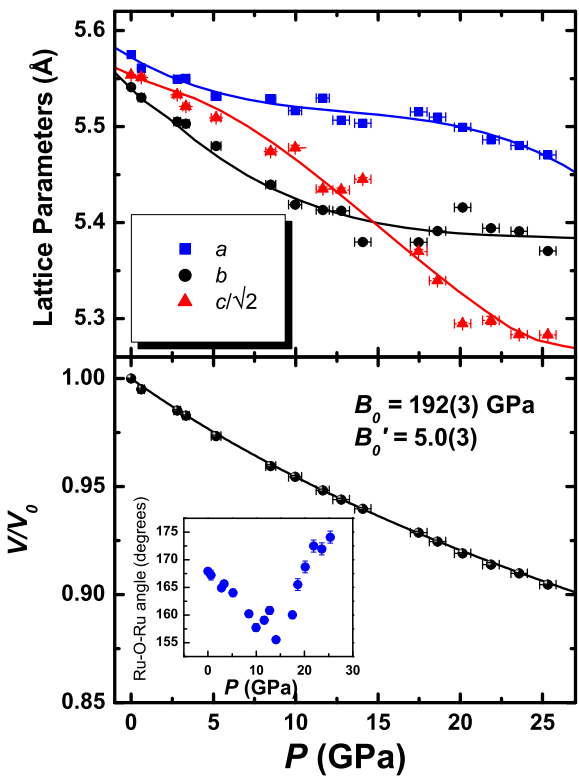 5.6
5.5
5.4
5.3
Lattice Parameters (Å)
a
b
c/√2
1.00
0.95
0.90
0.85
V/V₀
B₀ = 192(3) GPa
B₀' = 5.0(3)
175
170
165
160
155
Ru-O-Ru angle (degrees)
0 10 20 30
P (GPa)
0 5 10 15 20 25
P (GPa)